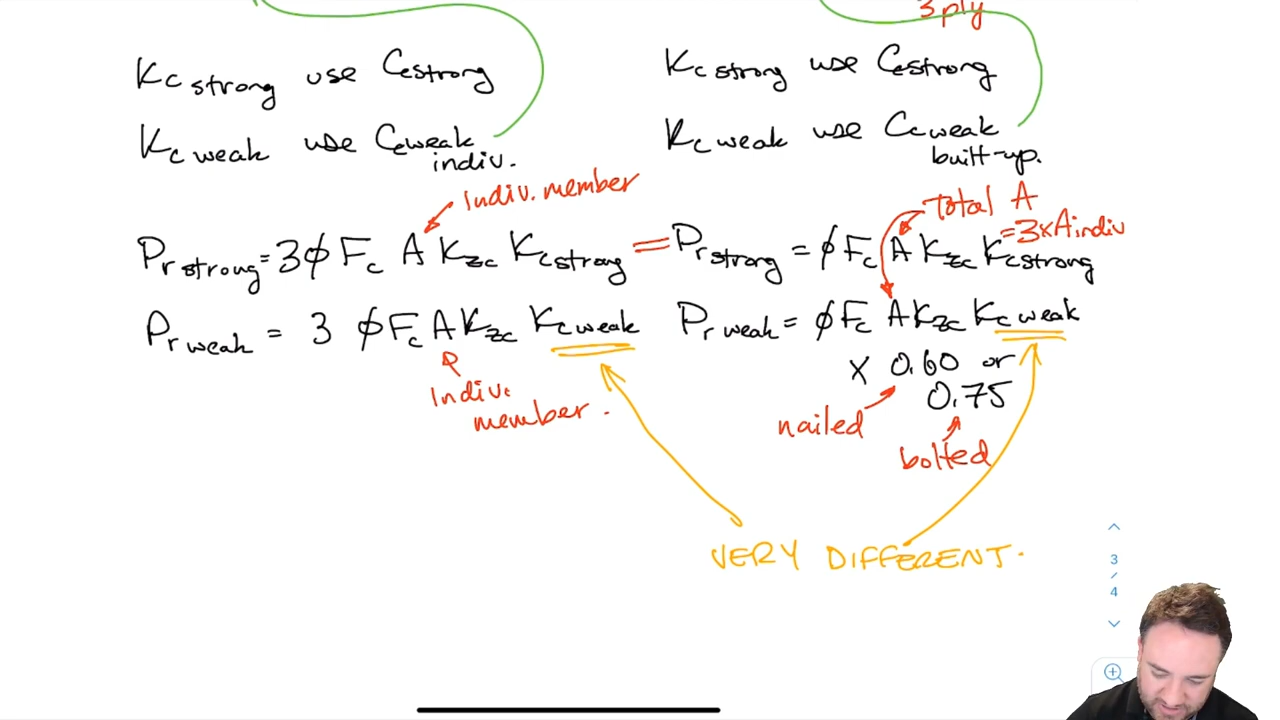 3 ply
Kc strong use Cc strong
Kc weak use Cc weak
indiv.
Kc strong use Cc strong
Kc weak use Cc weak
built-up.
Indiv. member
Total A
= 3xAindiv
Pr strong = 3ϕ Fc A Kzc Kc strong = Pr strong = ϕ Fc A Kzc Kc strong
Pr weak = 3 ϕ Fc A Kzc Kc weak
Pr weak = ϕ Fc A Kzc Kc weak
x 0.60 or
0.75
Indiv.
member.
nailed
bolted
VERY DIFFERENT.
3
/
4